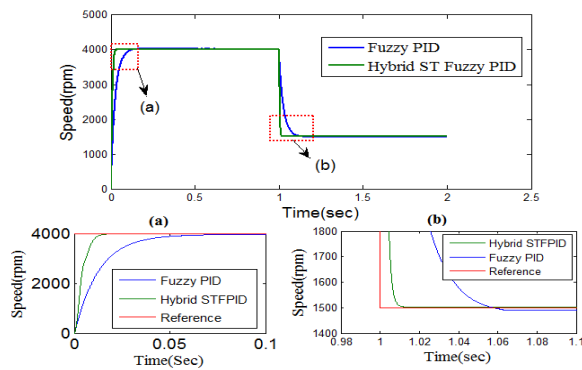 5000
4000
3000
2000
1000
0
Speed(rpm)
Fuzzy PID
Hybrid ST Fuzzy PID
(a)
(b)
0 0.5 1 1.5 2 2.5
Time(sec)
(a)
4000
2000
0
Speed(rpm)
Fuzzy PID
Hybrid STFPID
Reference
0 0.05 0.1
Time(Sec)
(b)
1800
1700
1600
1500
1400
Speed(rpm)
Hybrid STFPID
Fuzzy PID
Reference
0.98 1 1.02 1.04 1.06 1.08 1.1
Time(sec)